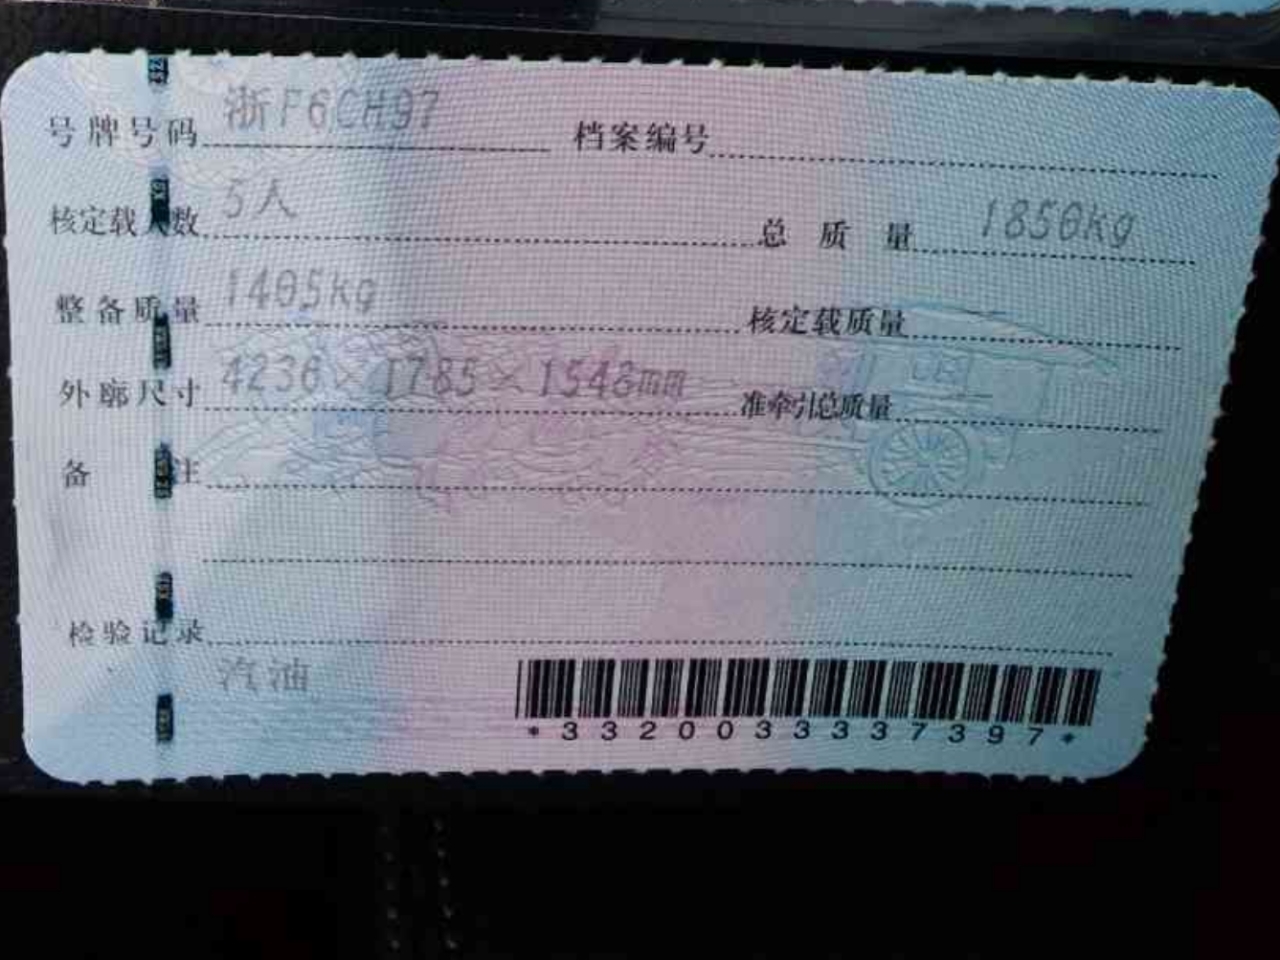 号牌号码 浙F6CH97 档案编号
核定载人数 5人 总质量 1850kg
整备质量 1405kg 核定载质量
外廓尺寸 4236×1785×1548mm 准牵引总质量
备注
检验记录
汽油
*3320033337397*